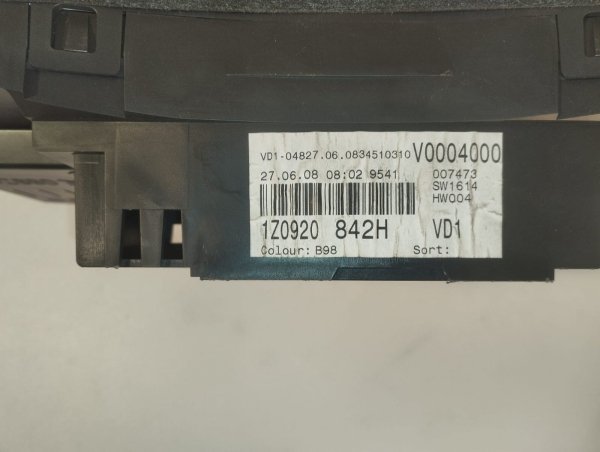 VD1-04827.06.0834510310 V0004000
27.06.08 08:02 9541 007473
SW1614
HW004
1Z0920 842H VD1
Colour: B98 Sort: